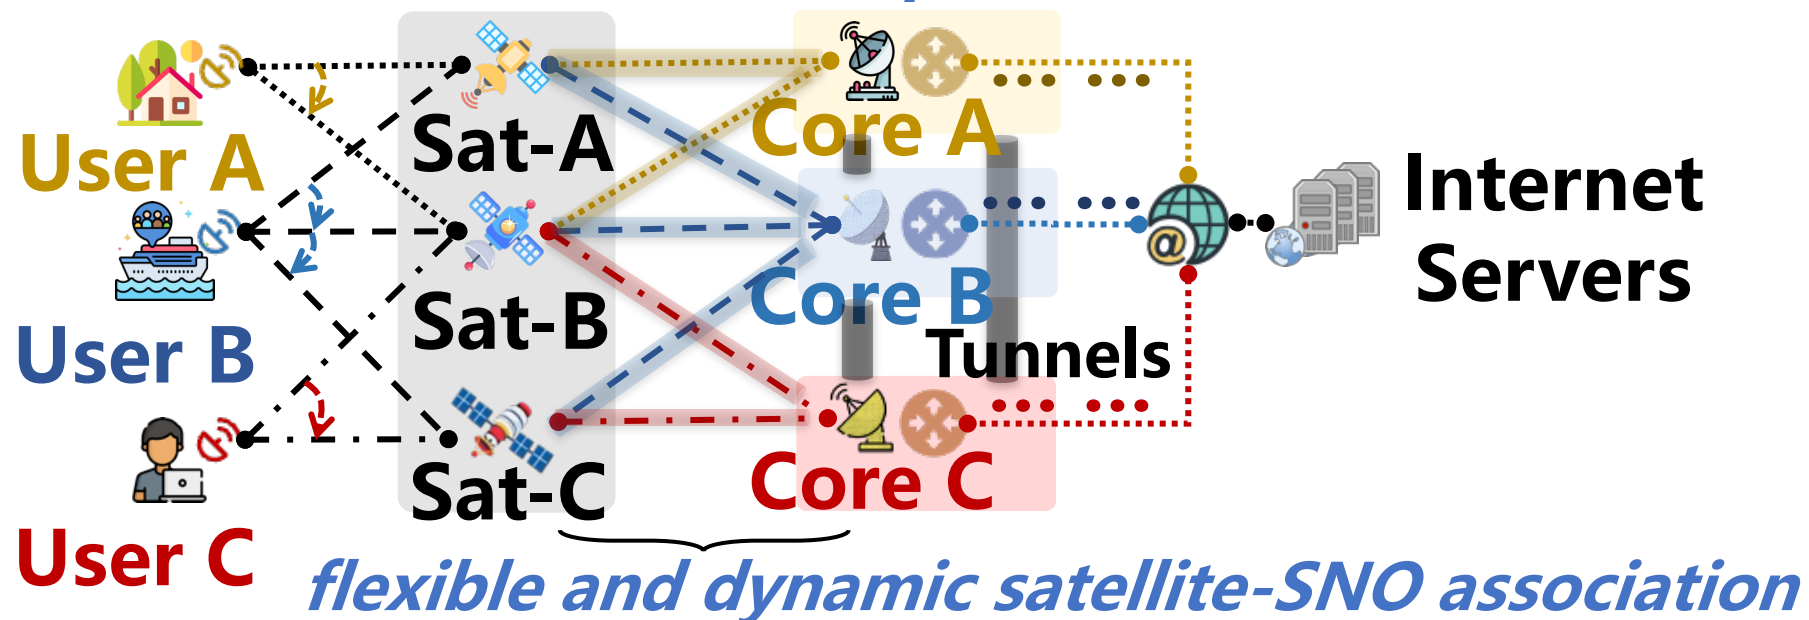 User A
Sat-A
Core A
Internet
Servers
User B
Sat-B
Core B
Tunnels
User C
Sat-C
Core C
flexible and dynamic satellite-SNO association